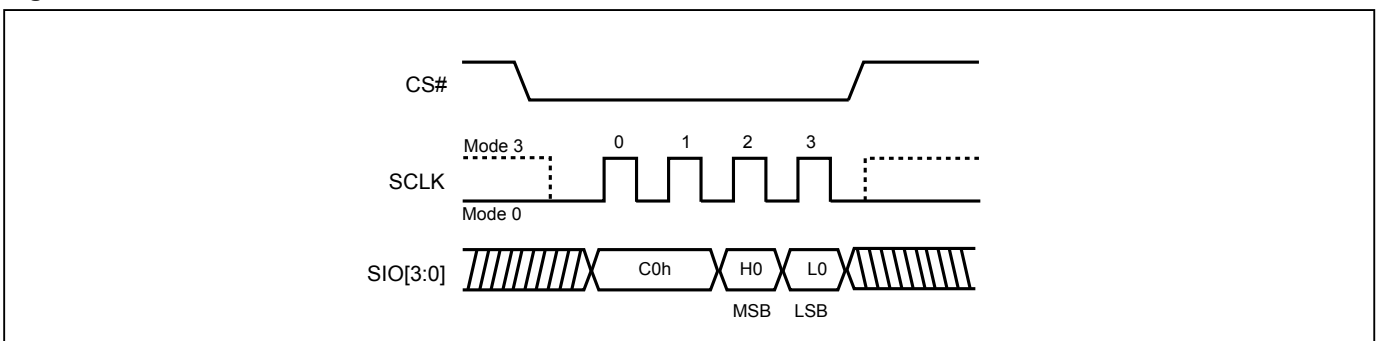 CS#
Mode 3 0 1 2 3
SCLK
Mode 0
SIO[3:0] C0h H0 L0
MSB LSB